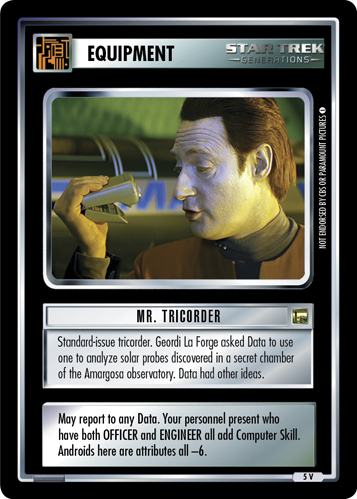 EQUIPMENT
STAR TREK
GENERATIONS
NOT ENDORSED BY CBS OR PARAMOUNT PICTURES
MR. TRICORDER
Standard-issue tricorder. Geordi La Forge asked Data to use
one to analyze solar probes discovered in a secret chamber
of the Amargosa observatory. Data had other ideas.
May report to any Data. Your personnel present who
have both OFFICER and ENGINEER all add Computer Skill.
Androids here are attributes all –6.
5 V